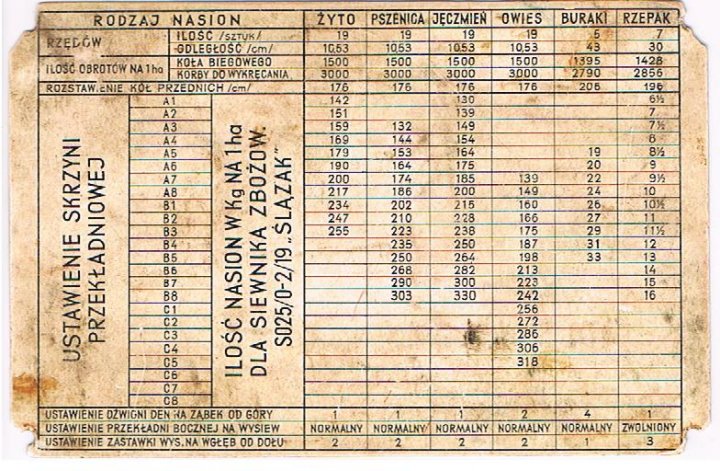 RODZAJ NASION ŻYTO PSZENICA JĘCZMIEŃ OWIES BURAKI RZEPAK
RZĘDÓW ILOŚĆ /SZTUK/ 19 19 19 19 5 7
ODLEGŁOŚĆ /cm/ 10,53 10,53 10,53 10,53 43 30
ILOŚĆ OBROTÓW NA 1 ha KOŁA BIEGOWEGO 1500 1500 1500 1500 1395 1428
KORBY DO WYKRĘCANIA 3000 3000 3000 3000 2790 2856
ROZSTAWIENIE KÓŁ PRZEDNICH /cm/ 176 176 176 176 206 196
USTAWIENIE SKRZYNI
PRZEKŁADNIOWEJ
ILOŚĆ NASION W Kg NA 1 ha
DLA SIEWNIKA ZBOŻOW.
S025/0-2/19 „ŚLĄZAK"
A1 142 130 6½
A2 151 139 7
A3 159 132 149 7½
A4 169 144 154 8
A5 179 153 164 19 8½
A6 190 164 175 20 9
A7 200 174 185 139 22 9½
A8 217 186 200 149 24 10
B1 234 202 216 160 26 10½
B2 247 210 228 166 27 11
B3 255 223 238 175 29 11½
B4 235 250 187 31 12
B5 250 264 198 33 13
B6 268 282 213 14
B7 290 300 223 15
B8 303 330 242 16
C1 256
C2 272
C3 286
C4 306
C5 318
C6
C7
C8
USTAWIENIE DŹWIGNI DEN NA ZĄBEK OD GÓRY 1 1 1 2 4 1
USTAWIENIE PRZEKŁADNI BOCZNEJ NA WYSIEW NORMALNY NORMALNY NORMALNY NORMALNY NORMALNY ZWOLNIONY
USTAWIENIE ZASTAWKI WYS. NA WGŁĘB OD DOŁU 2 2 2 2 1 3